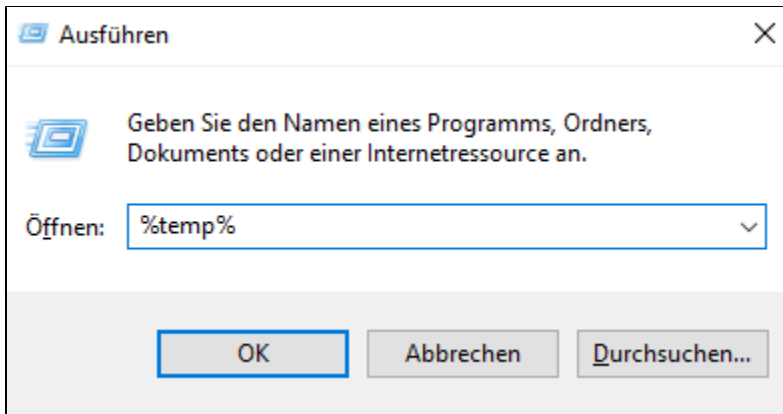 Ausführen
Geben Sie den Namen eines Programms, Ordners,
Dokuments oder einer Internetressource an.
Öffnen: %temp%
OK Abbrechen Durchsuchen...